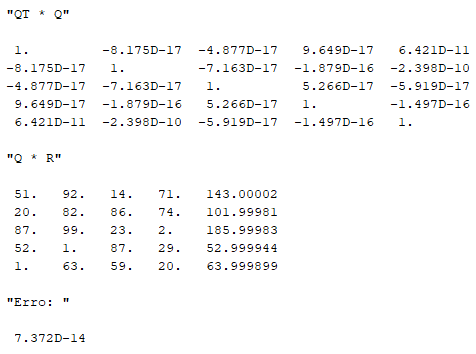 "QT * Q"
1. -8.175D-17 -4.877D-17 9.649D-17 6.421D-11
-8.175D-17 1. -7.163D-17 -1.879D-16 -2.398D-10
-4.877D-17 -7.163D-17 1. 5.266D-17 -5.919D-17
9.649D-17 -1.879D-16 5.266D-17 1. -1.497D-16
6.421D-11 -2.398D-10 -5.919D-17 -1.497D-16 1.
"Q * R"
51. 92. 14. 71. 143.00002
20. 82. 86. 74. 101.99981
87. 99. 23. 2. 185.99983
52. 1. 87. 29. 52.999944
1. 63. 59. 20. 63.999899
"Erro: "
7.372D-14